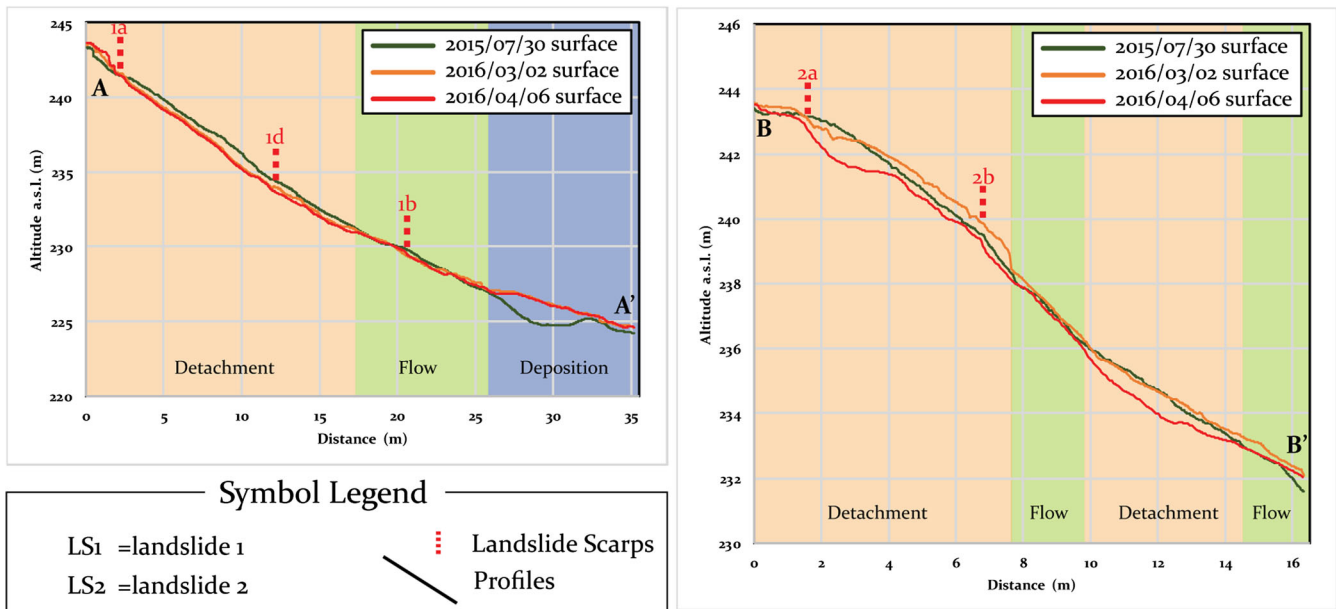 245
240
235
230
225
220
Altitude a.s.l. (m)
1a
1d
1b
A
A'
2015/07/30 surface
2016/03/02 surface
2016/04/06 surface
Detachment Flow Deposition
0 5 10 15 20 25 30 35
Distance (m)
246
244
242
240
238
236
234
232
230
Altitude a.s.l. (m)
2a
2b
B
B'
2015/07/30 surface
2016/03/02 surface
2016/04/06 surface
Detachment Flow Detachment Flow
0 2 4 6 8 10 12 14 16
Distance (m)
Symbol Legend
LS1 =landslide 1
LS2 =landslide 2
Landslide Scarps
Profiles